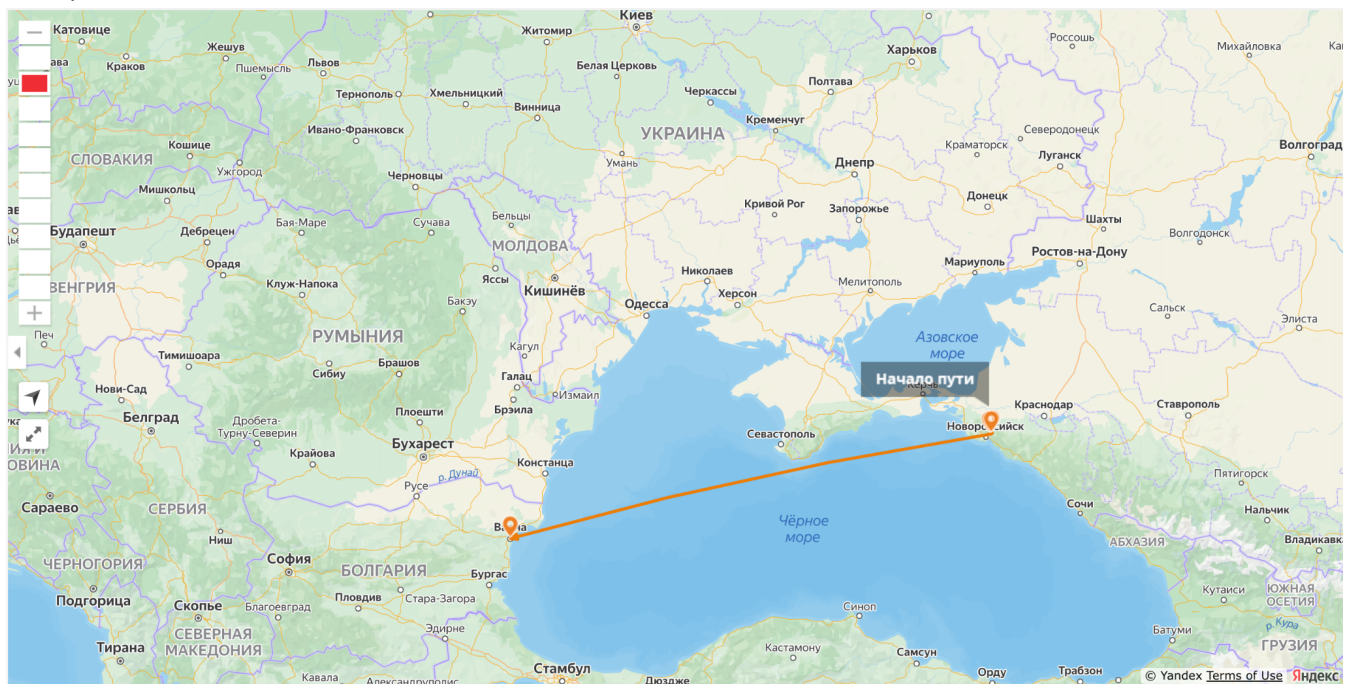 Катовице
Киев
Житомир
Жешув
Россошь
Михайловка
Краков
Пшемысль
Львов
Белая Церковь
Харьков
Тернополь
Хмельницкий
Черкассы
Полтава
Винница
Кременчуг
Ивано-Франковск
УКРАИНА
Северодонецк
Кошице
СЛОВАКИЯ
Ужгород
Умань
Днепр
Краматорск
Луганск
Волгоград
Мишкольц
Черновцы
Донецк
Кривой Рог
Запорожье
Шахты
Будапешт
Дебрецен
Бая-Маре
Сучава
Бельцы
Волгодонск
МОЛДОВА
Ростов-на-Дону
Орадя
Мариуполь
Клуж-Напока
Яссы
Кишинёв
Николаев
Мелитополь
Бакэу
Одесса
Херсон
Сальск
Элиста
Печ
РУМЫНИЯ
Азовское
море
Тимишоара
Кагул
Брашов
Сибиу
Галац
Начало пути
Нови-Сад
Измаил
Белград
Дробета-
Турну-Северин
Плоешти
Брэила
Краснодар
Ставрополь
Крайова
Бухарест
Севастополь
Констанца
р. Дунай
Русе
Пятигорск
Сараево
СЕРБИЯ
Сочи
Нальчик
Ниш
Чёрное
море
АБХАЗИЯ
София
ЧЕРНОГОРИЯ
БОЛГАРИЯ
Бургас
Подгорица
Скопье
Благоевград
Пловдив
Стара-Загора
Синоп
Кутаиси
ЮЖНАЯ
ОСЕТИЯ
р. Кура
СЕВЕРНАЯ
МАКЕДОНИЯ
Эдирне
Батуми
Тирана
Кастамону
Самсун
ГРУЗИЯ
Стамбул
Орду
Трабзон
Кавала
© Yandex Terms of Use Яндекс